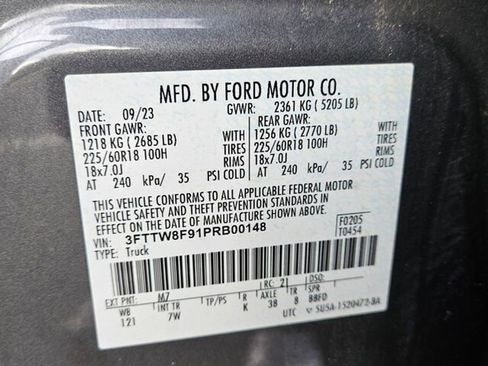 MFD. BY FORD MOTOR CO.
DATE: 09/23 GVWR: 2361 KG ( 5205 LB)
FRONT GAWR: REAR GAWR:
1218 KG ( 2685 LB) 1256 KG ( 2770 LB)
225/60R18 100H TIRES 225/60R18 100H TIRES
18x7.0J RIMS 18x7.0J RIMS
AT 240 kPa/ 35 PSI COLD AT 240 kPa/ 35 PSI COLD
THIS VEHICLE CONFORMS TO ALL APPLICABLE FEDERAL MOTOR
VEHICLE SAFETY AND THEFT PREVENTION STANDARDS IN
EFFECT ON THE DATE OF MANUFACTURE SHOWN ABOVE.
VIN: 3FTTW8F91PRB00148 F0205
TYPE: Truck T0454
EXT PNT: M7 RC: 21 DSO:
WB INT TR TP/PS R AXLE TR SPR
121 7W K 38 8 BBFD
UTC